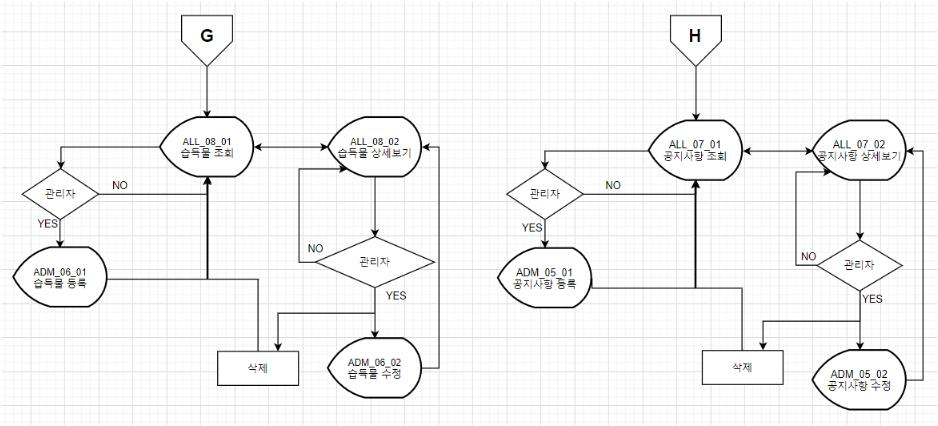 G
ALL_08_01
습득물 조회
ALL_08_02
습득물 상세보기
관리자
NO
YES
ADM_06_01
습득물 등록
NO
관리자
YES
삭제
ADM_06_02
습득물 수정
H
ALL_07_01
공지사항 조회
ALL_07_02
공지사항 상세보기
관리자
NO
YES
ADM_05_01
공지사항 등록
NO
관리자
YES
삭제
ADM_05_02
공지사항 수정